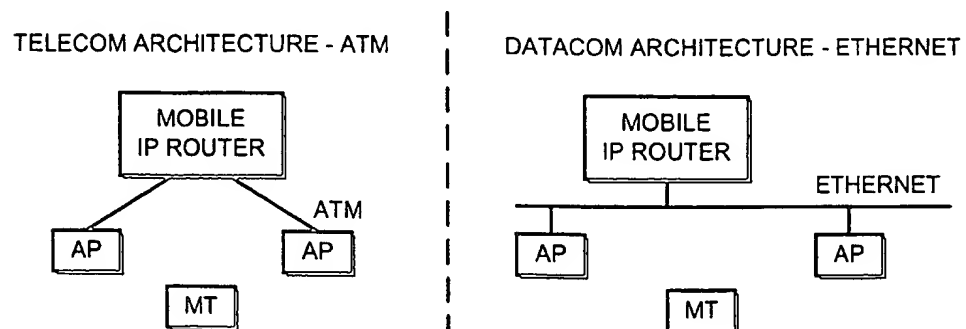 TELECOM ARCHITECTURE - ATM
MOBILE
IP ROUTER
ATM
AP
AP
MT
DATACOM ARCHITECTURE - ETHERNET
MOBILE
IP ROUTER
ETHERNET
AP
AP
MT